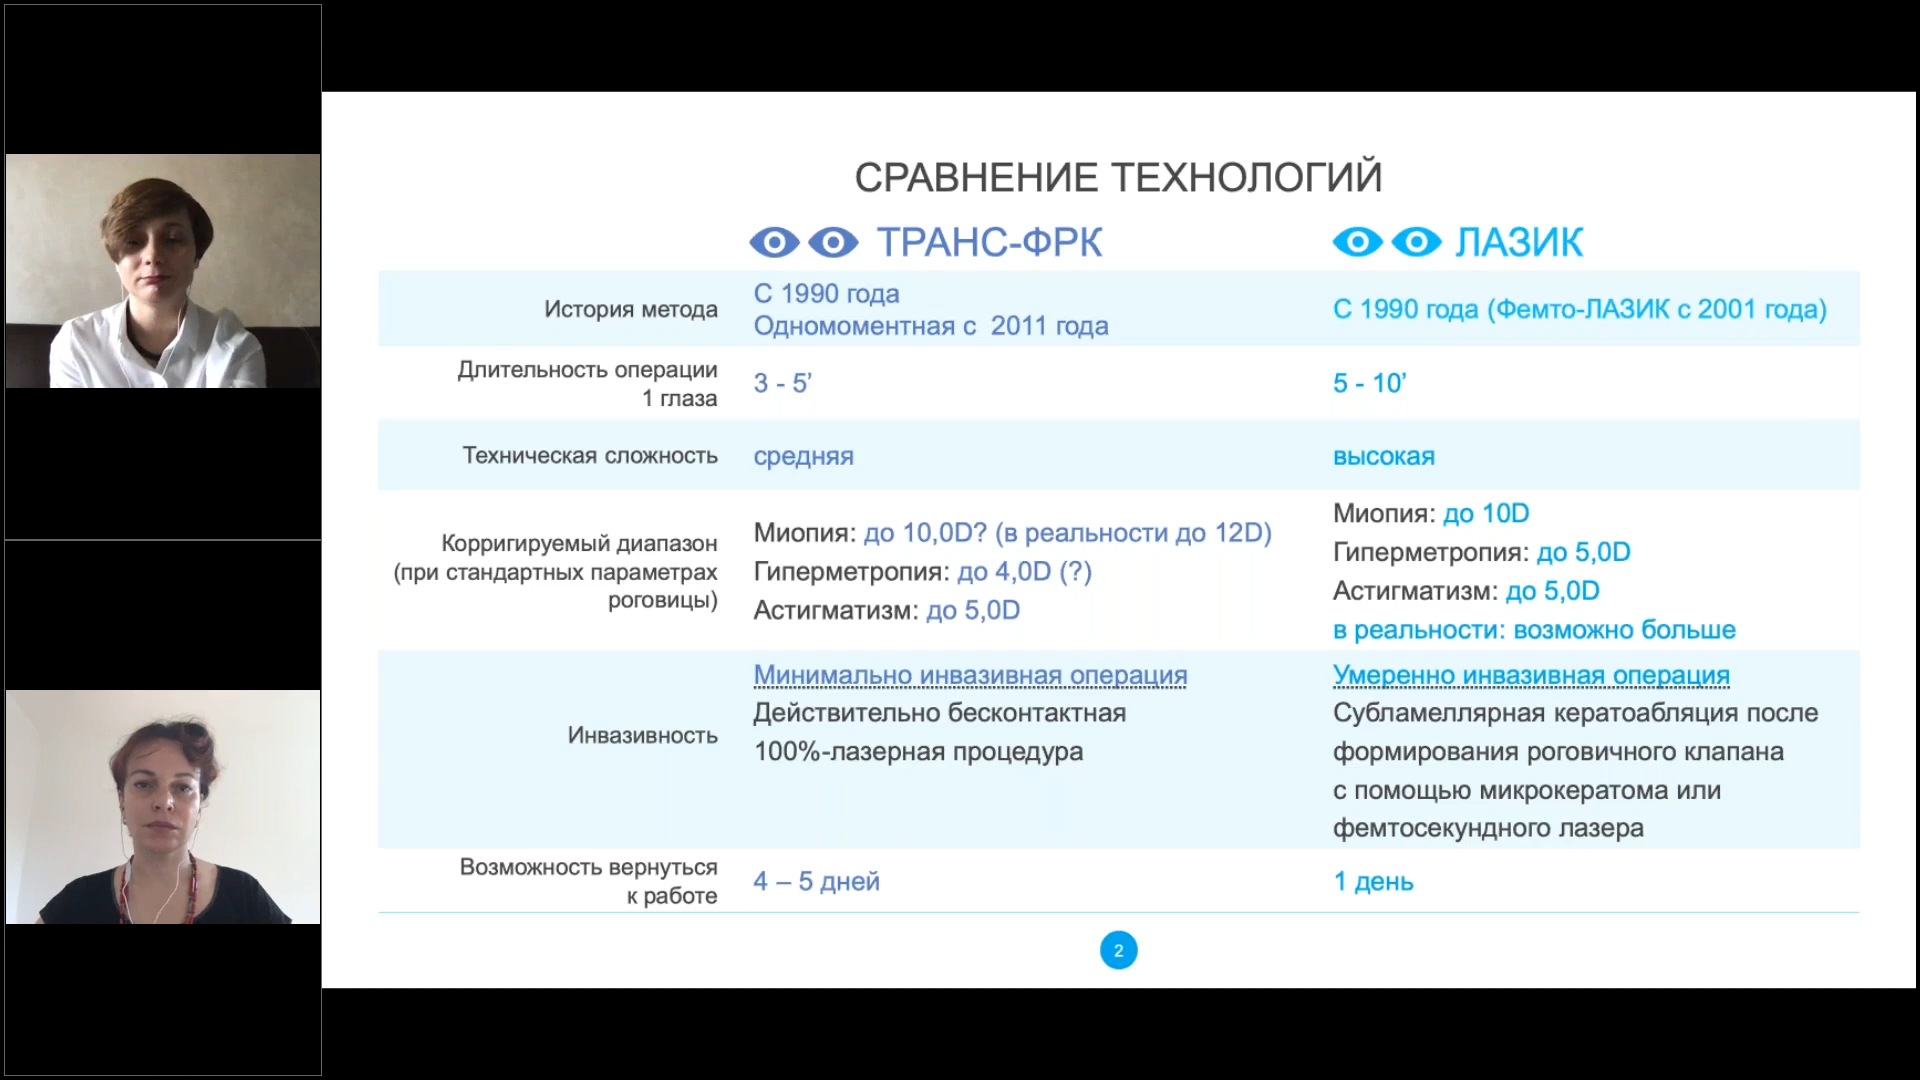 СРАВНЕНИЕ ТЕХНОЛОГИЙ
ТРАНС-ФРК
ЛАЗИК
История метода
С 1990 года
Одномоментная с 2011 года
С 1990 года (Фемто-ЛАЗИК с 2001 года)
Длительность операции
1 глаза
3 - 5’
5 - 10’
Техническая сложность
средняя
высокая
Корригируемый диапазон
(при стандартных параметрах
роговицы)
Миопия: до 10,0D? (в реальности до 12D)
Гиперметропия: до 4,0D (?)
Астигматизм: до 5,0D
Миопия: до 10D
Гиперметропия: до 5,0D
Астигматизм: до 5,0D
в реальности: возможно больше
Инвазивность
Минимально инвазивная операция
Действительно бесконтактная
100%-лазерная процедура
Умеренно инвазивная операция
Субламеллярная кератоабляция после
формирования роговичного клапана
с помощью микрокератома или
фемтосекундного лазера
Возможность вернуться
к работе
4 – 5 дней
1 день
2